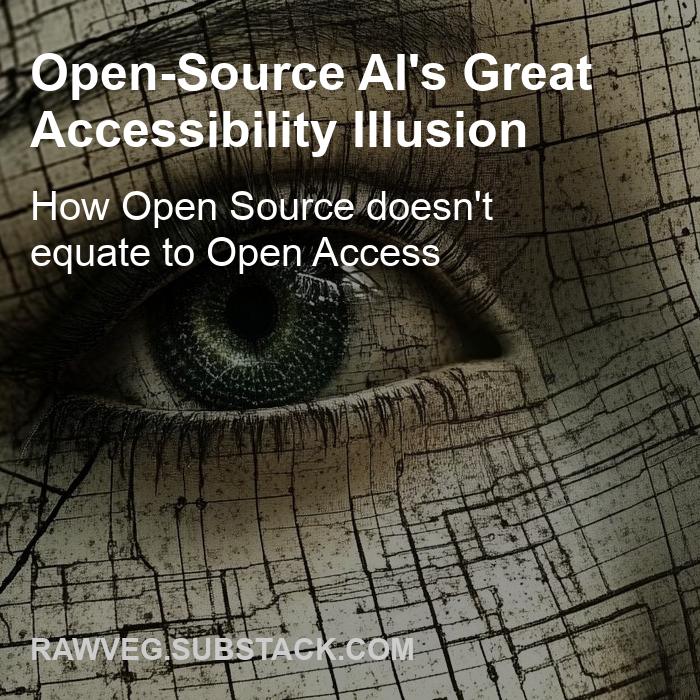 Open-Source AI's Great
Accessibility Illusion
How Open Source doesn't
equate to Open Access
RAWVEG.SUBSTACK.COM